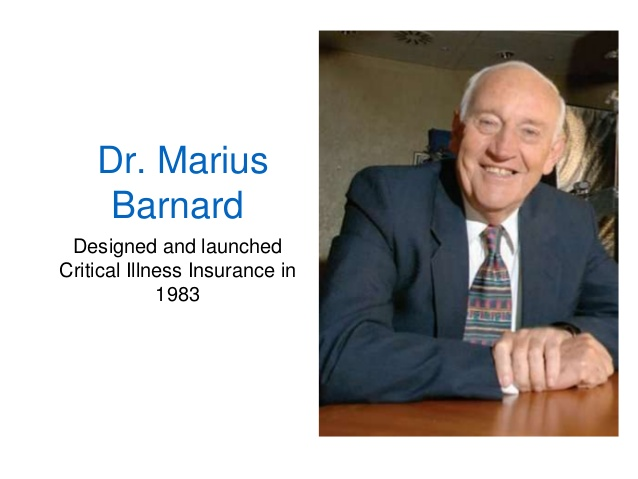 Dr. Marius
Barnard
Designed and launched
Critical Illness Insurance in
1983